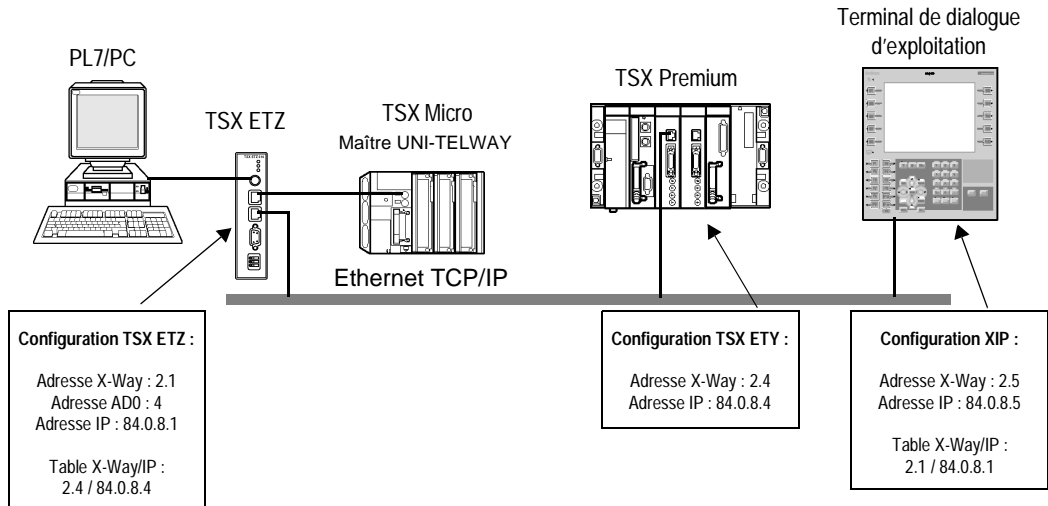 Terminal de dialogue
d'exploitation
PL7/PC
TSX Premium
TSX ETZ
TSX Micro
Maître UNI-TELWAY
Ethernet TCP/IP
Configuration TSX ETZ :
Adresse X-Way : 2.1
Adresse AD0 : 4
Adresse IP : 84.0.8.1
Table X-Way/IP :
2.4 / 84.0.8.4
Configuration TSX ETY :
Adresse X-Way : 2.4
Adresse IP : 84.0.8.4
Configuration XIP :
Adresse X-Way : 2.5
Adresse IP : 84.0.8.5
Table X-Way/IP :
2.1 / 84.0.8.1